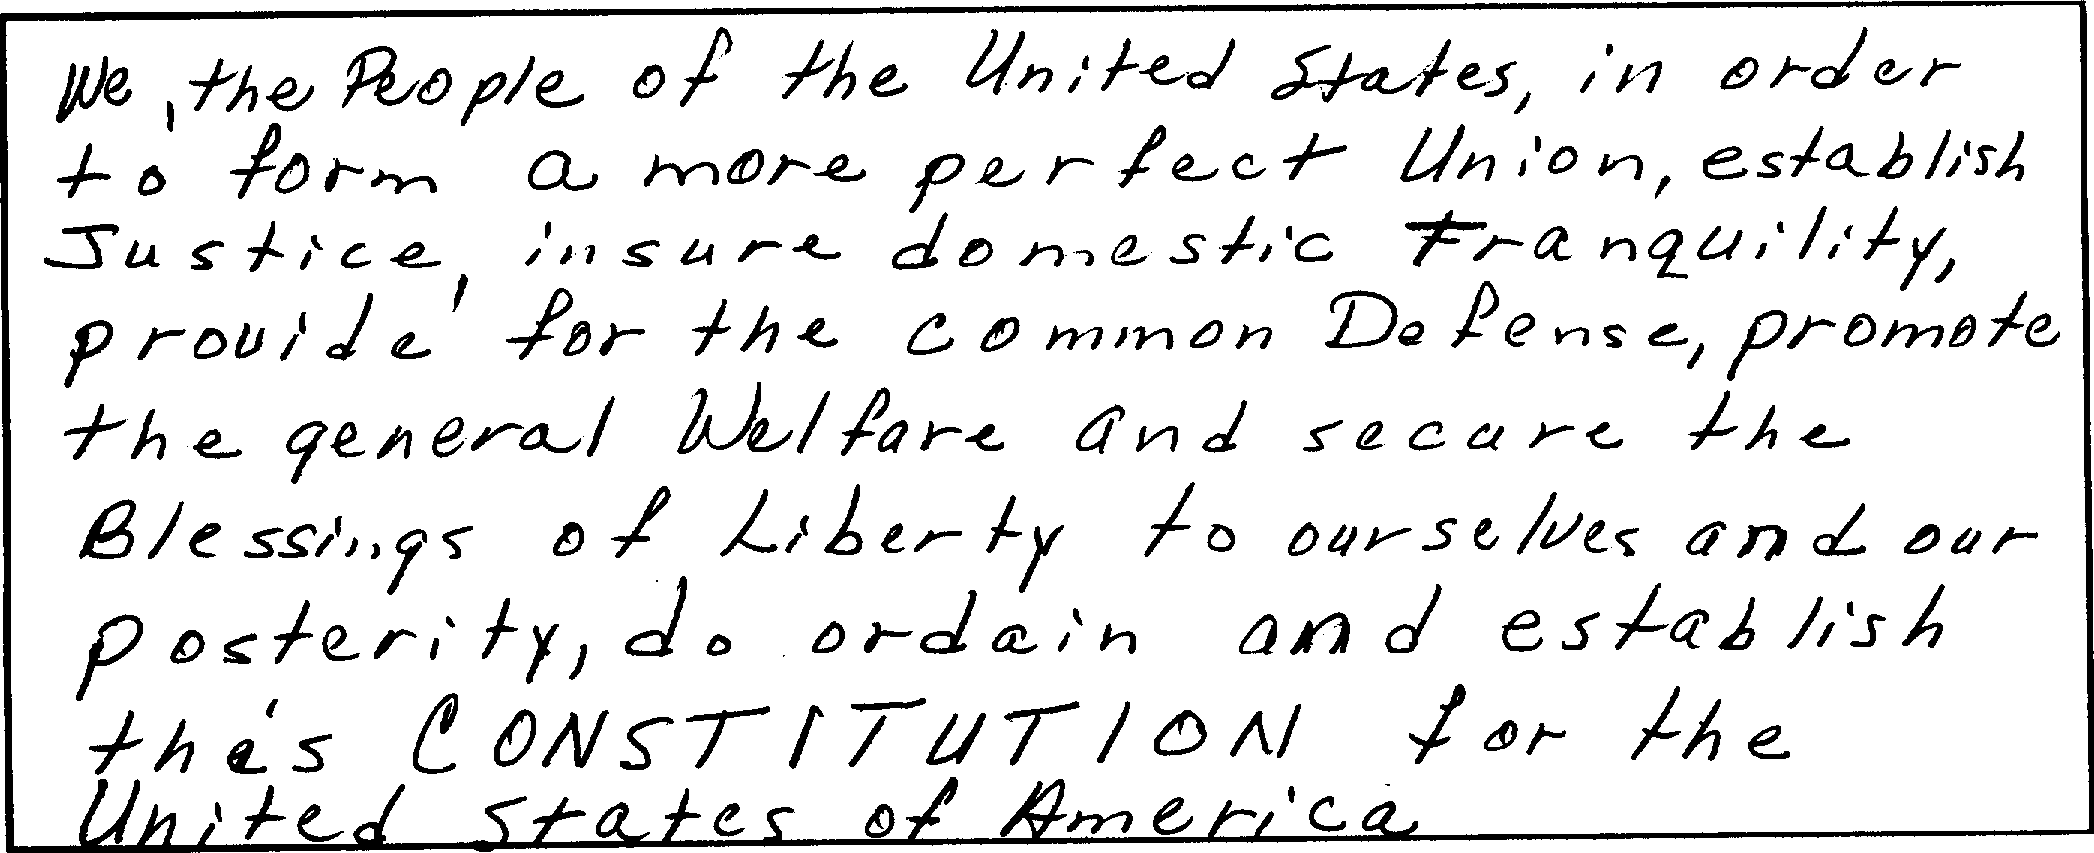 We, the People of the United States, in order
to form a more perfect Union, establish
Justice, insure domestic Tranquility,
provide for the common Defense, promote
the general Welfare and secure the
Blessings of Liberty to ourselves and our
posterity, do ordain and establish
this CONSTITUTION for the
United States of America